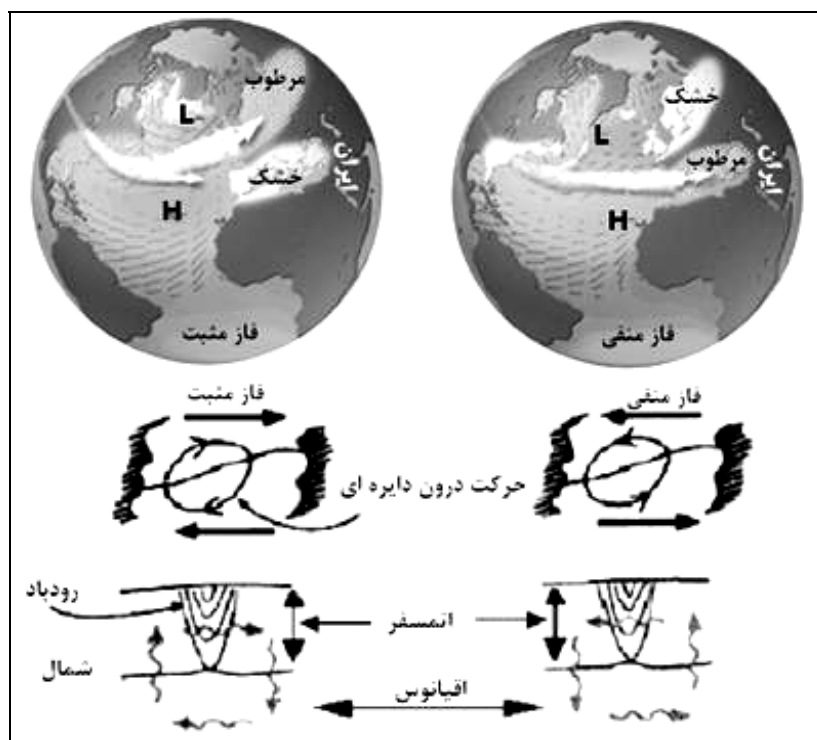 مرطوب
L
خشک
ایران
H
فاز مثبت
خشک
L
مرطوب
ایران
H
فاز منفی
فاز مثبت
فاز منفی
حرکت درون دایره ای
رودباد
اتمسفر
شمال
اقیانوس